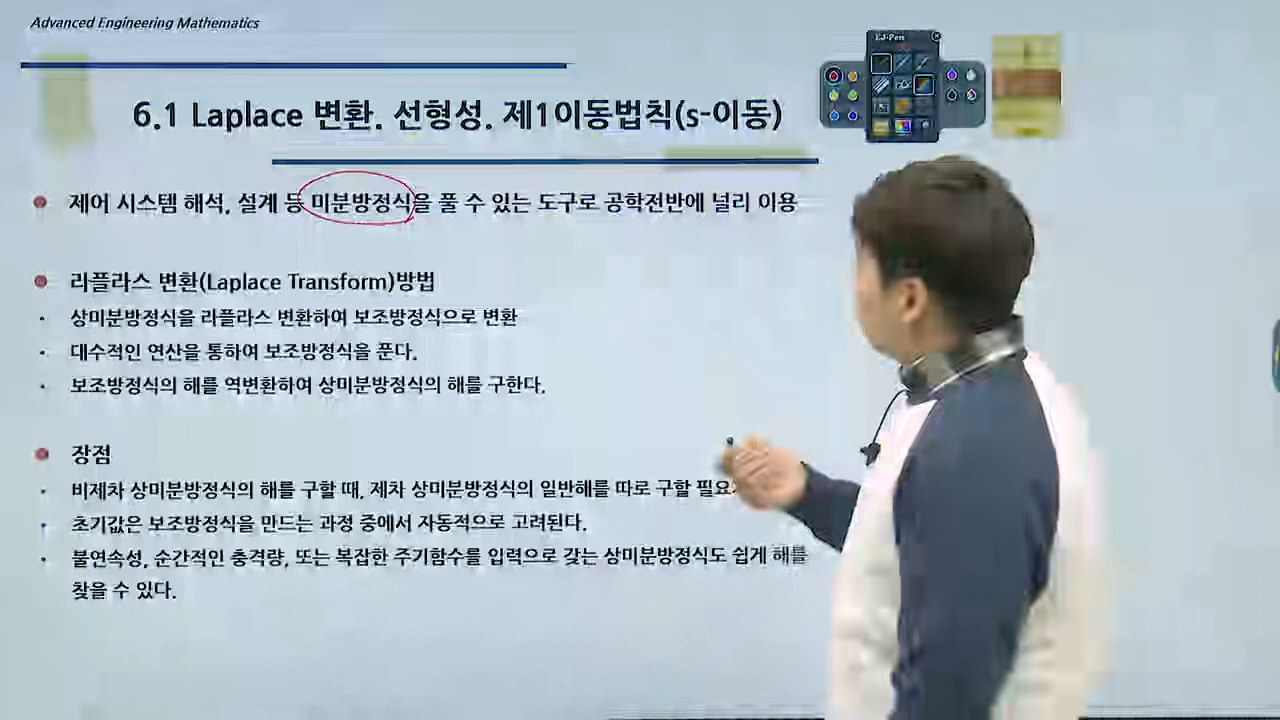 Advanced Engineering Mathematics
EJ-Pen
6.1 Laplace 변환. 선형성. 제1이동법칙(s-이동)
제어 시스템 해석, 설계 등 미분방정식을 풀 수 있는 도구로 공학전반에 널리 이용
라플라스 변환(Laplace Transform)방법
상미분방정식을 라플라스 변환하여 보조방정식으로 변환
대수적인 연산을 통하여 보조방정식을 푼다.
보조방정식의 해를 역변환하여 상미분방정식의 해를 구한다.
장점
비제차 상미분방정식의 해를 구할 때, 제차 상미분방정식의 일반해를 따로 구할 필요
초기값은 보조방정식을 만드는 과정 중에서 자동적으로 고려된다.
불연속성, 순간적인 충격량, 또는 복잡한 주기함수를 입력으로 갖는 상미분방정식도 쉽게 해를
찾을 수 있다.